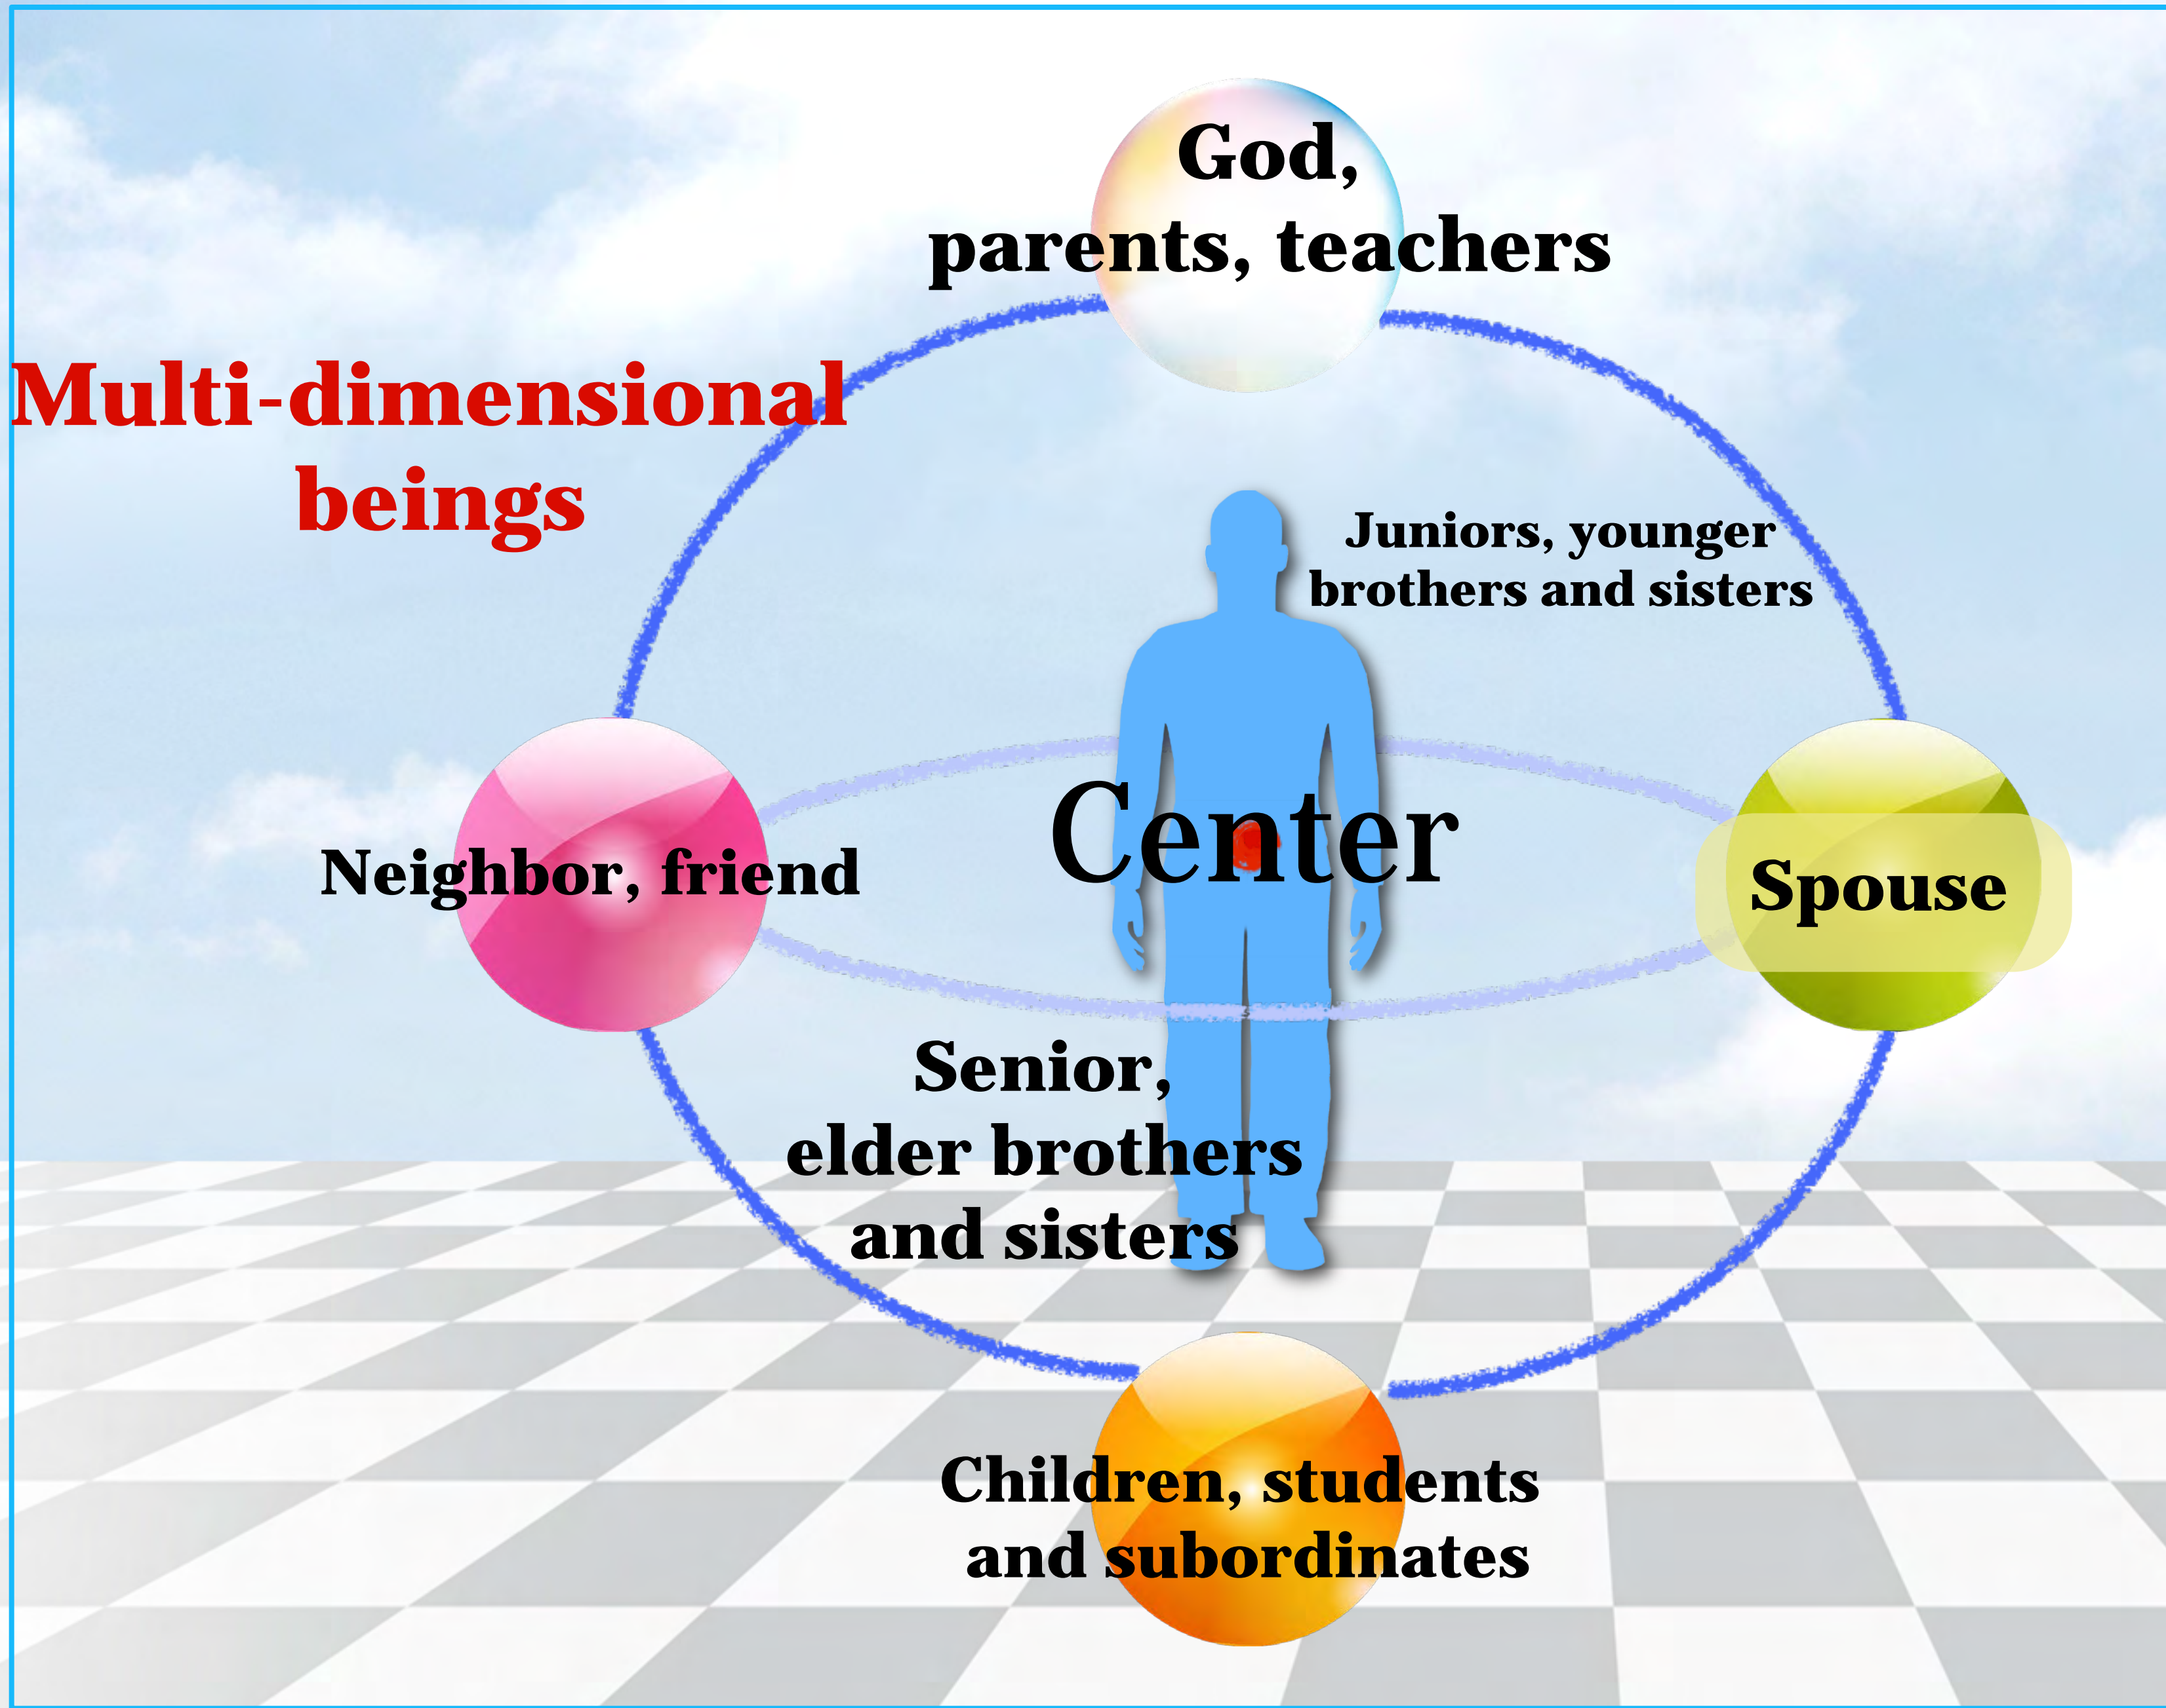 God,
parents, teachers
Multi-dimensional
beings
Juniors, younger
brothers and sisters
Center
Neighbor, friend
Spouse
Senior,
elder brothers
and sisters
Children, students
and subordinates